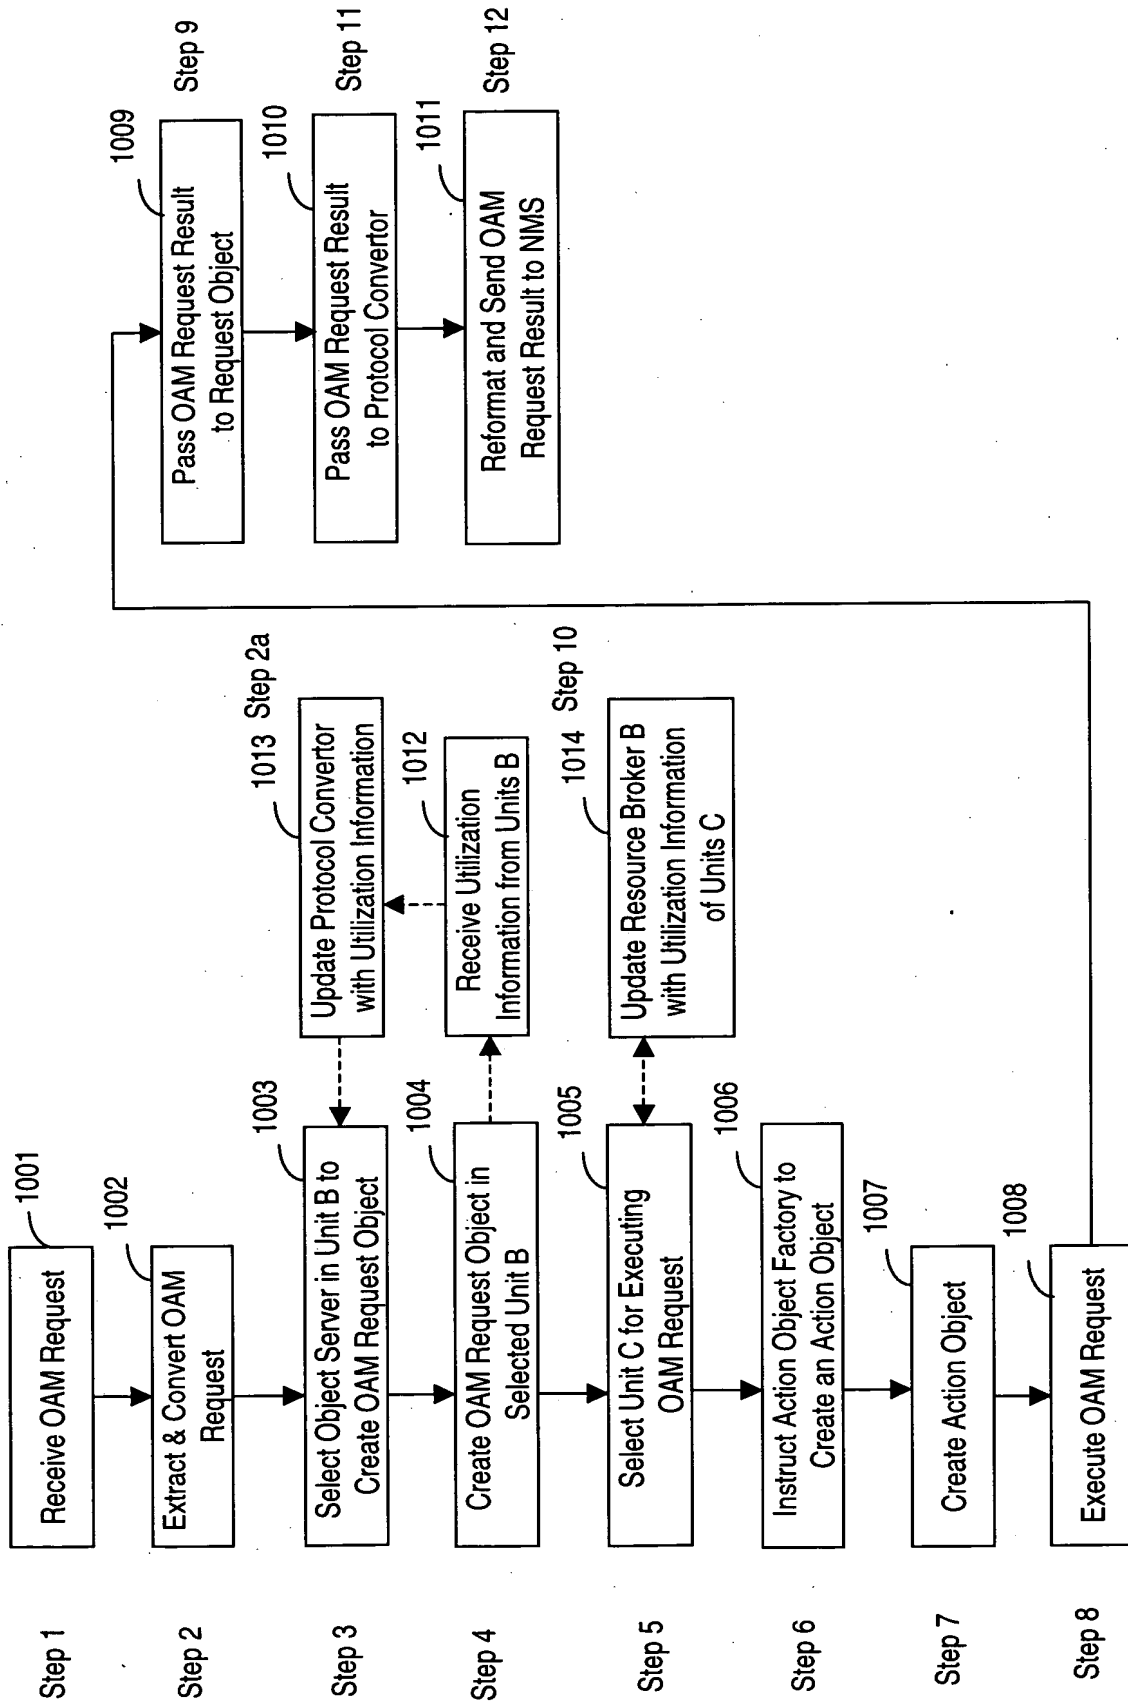 Step 1
Receive OAM Request
1001
Step 2
Extract & Convert OAM
Request
1002
Step 3
Select Object Server in Unit B to
Create OAM Request Object
1003
Update Protocol Convertor
with Utilization Information
1013
Step 2a
Step 4
Create OAM Request Object in
Selected Unit B
1004
Receive Utilization
Information from Units B
1012
Step 5
Select Unit C for Executing
OAM Request
1005
Update Resource Broker B
with Utilization Information
of Units C
1014
Step 10
Step 6
Instruct Action Object Factory to
Create an Action Object
1006
Step 7
Create Action Object
1007
Step 8
Execute OAM Request
1008
Pass OAM Request Result
to Request Object
1009
Step 9
Pass OAM Request Result
to Protocol Convertor
1010
Step 11
Reformat and Send OAM
Request Result to NMS
1011
Step 12